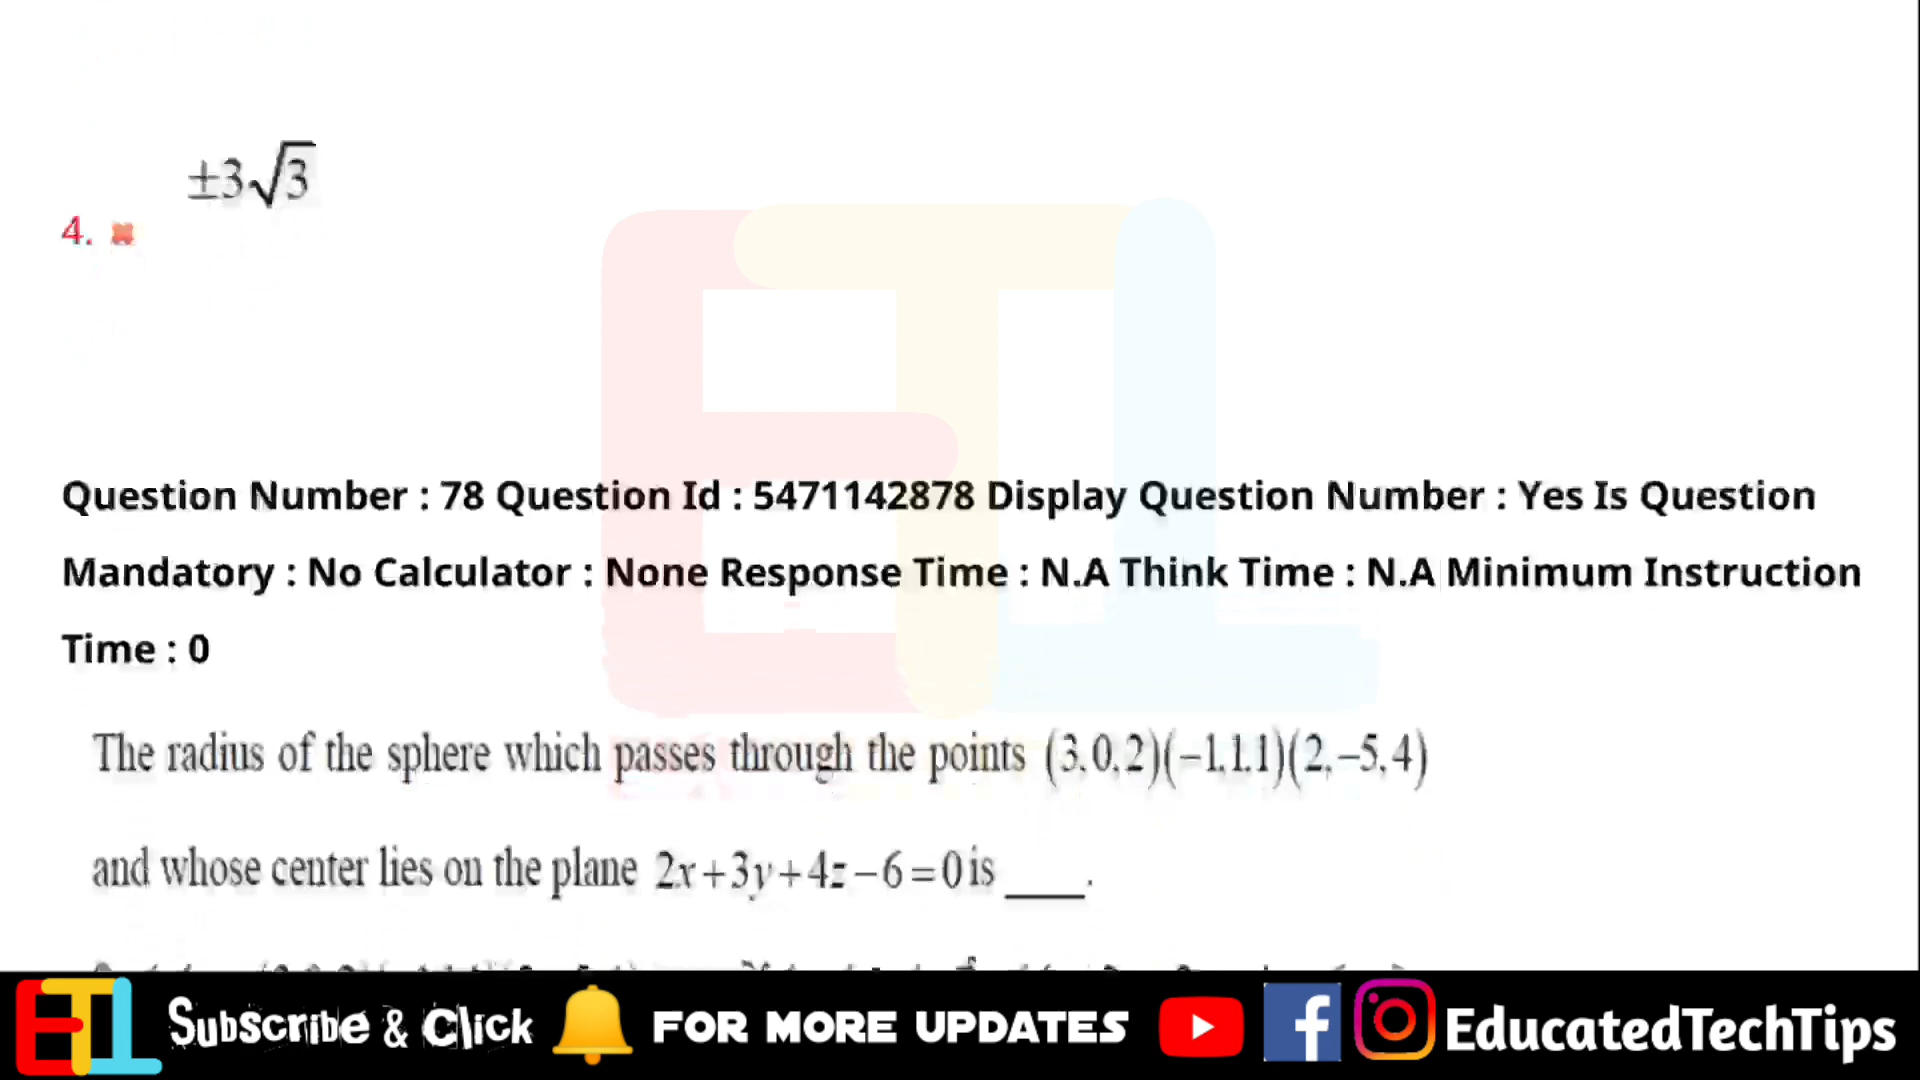 ±3√3
4.
Question Number : 78 Question Id : 5471142878 Display Question Number : Yes Is Question
Mandatory : No Calculator : None Response Time : N.A Think Time : N.A Minimum Instruction
Time : 0
The radius of the sphere which passes through the points (3,0,2)(−1,1,1)(2,−5,4)
and whose center lies on the plane 2x+3y+4z−6=0 is ____.
ETL Subscribe & Click FOR MORE UPDATES EducatedTechTips